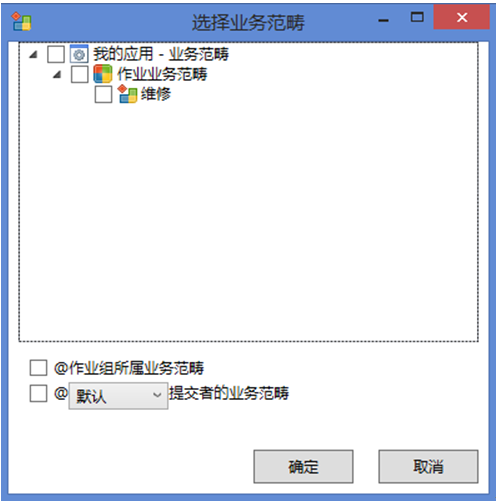 选择业务范畴
我的应用 - 业务范畴
作业业务范畴
维修
@作业组所属业务范畴
@ 默认 提交者的业务范畴
确定 取消